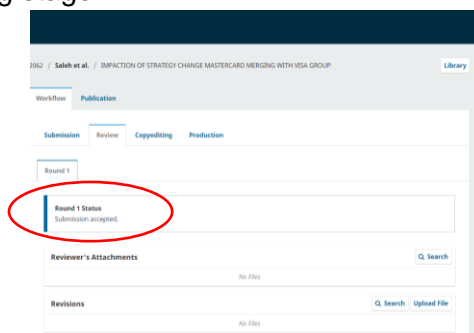 2062 / Saleh et al. / IMPACTION OF STRATEGY CHANGE MASTERCARD MERGING WITH VISA GROUP
Library
Workflow Publication
Submission Review Copyediting Production
Round 1
Round 1 Status
Submission accepted.
Reviewer's Attachments Search
No Files
Revisions Search Upload File
No Files